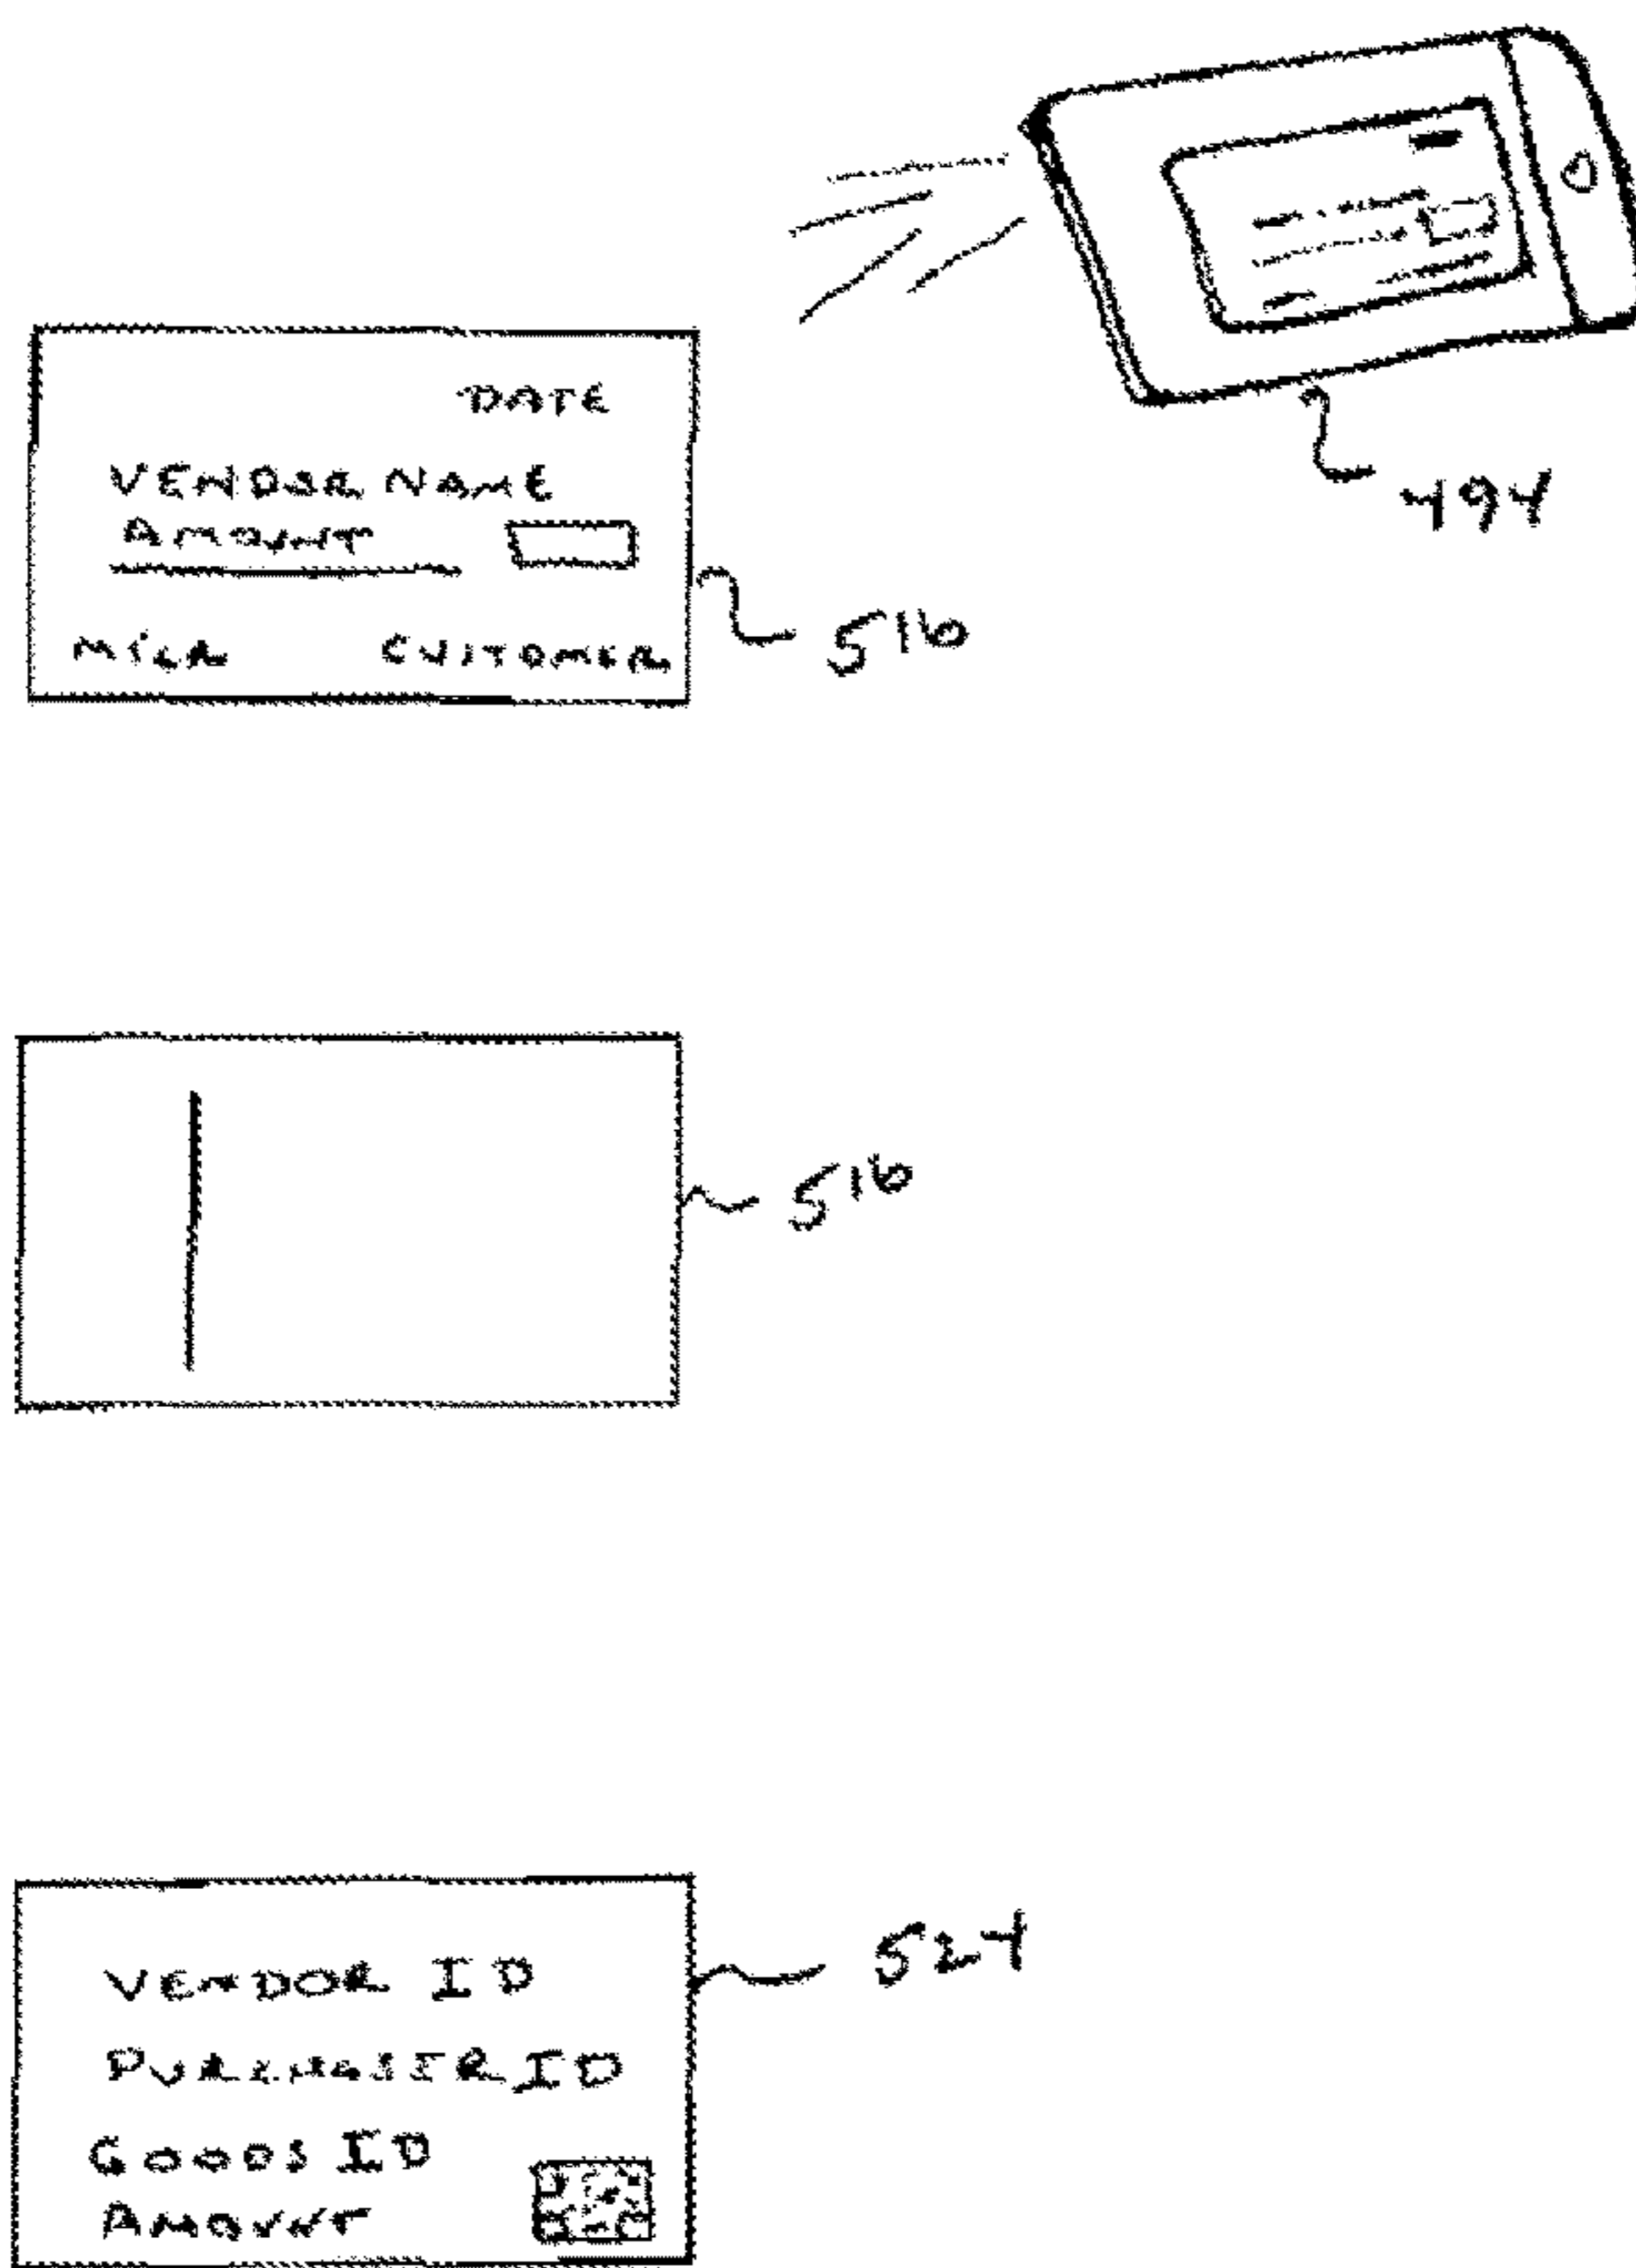 DATE
VENDOR NAME
AMOUNT
494
516
MICR CUSTOMER
516
524
VENDOR ID
PURCHASER ID
GOODS ID
AMOUNT